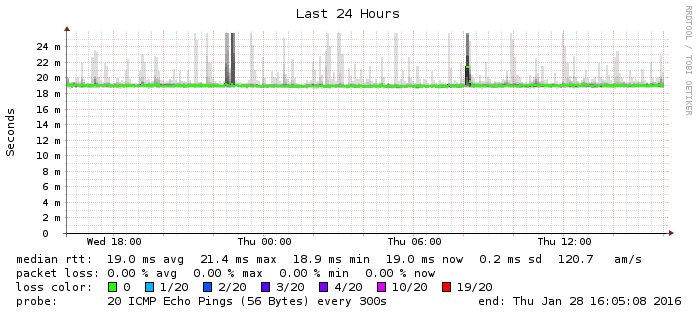 Last 24 Hours
RRDTOOL / TOBI OETIKER
Seconds
24 m
22 m
20 m
18 m
16 m
14 m
12 m
10 m
8 m
6 m
4 m
2 m
0
Wed 18:00 Thu 00:00 Thu 06:00 Thu 12:00
median rtt: 19.0 ms avg 21.4 ms max 18.9 ms min 19.0 ms now 0.2 ms sd 120.7 am/s
packet loss: 0.00 % avg 0.00 % max 0.00 % min 0.00 % now
loss color: 0 1/20 2/20 3/20 4/20 10/20 19/20
probe: 20 ICMP Echo Pings (56 Bytes) every 300s end: Thu Jan 28 16:05:08 2016